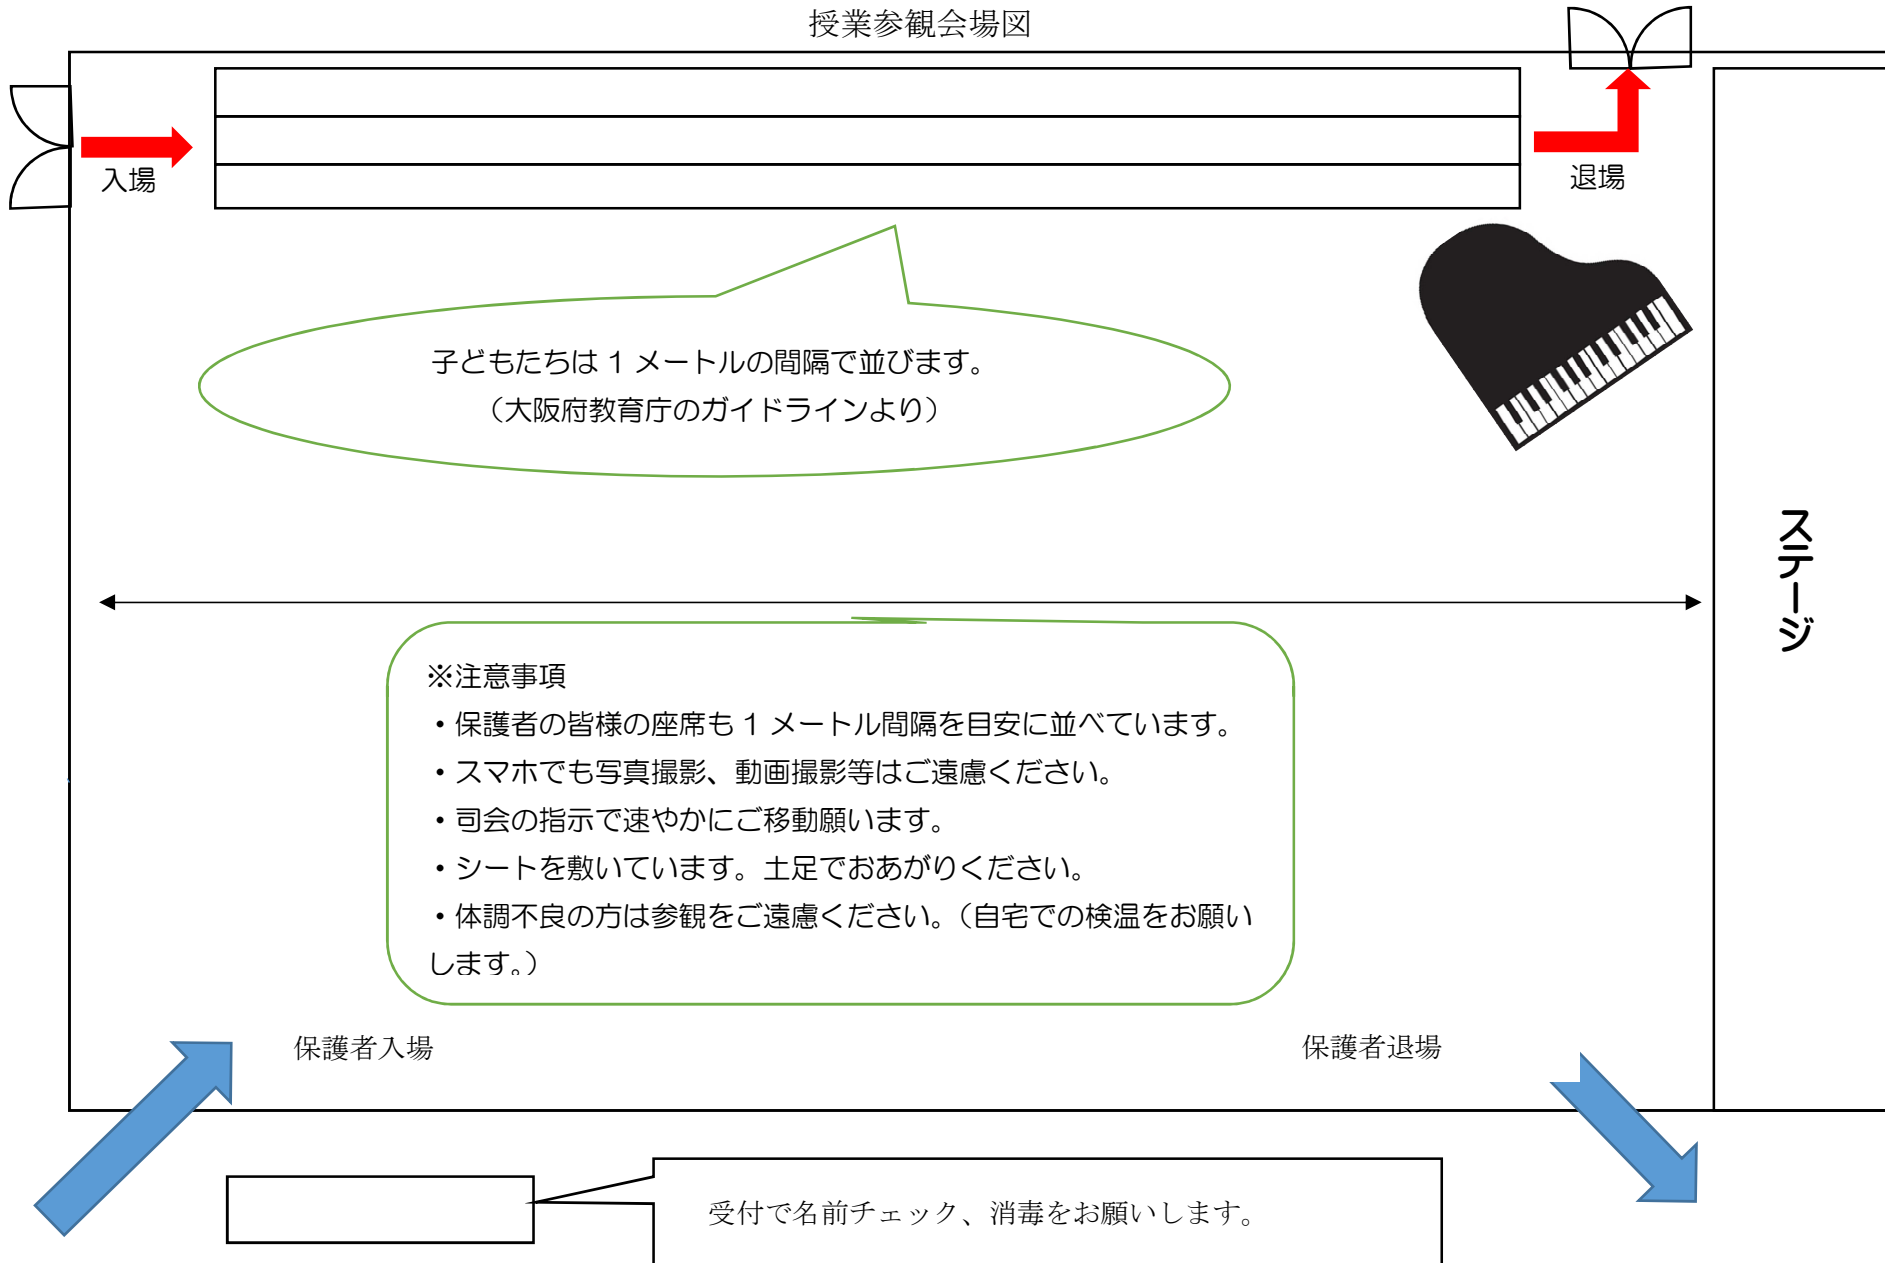 授業参観会場図
入場
退場
子どもたちは 1 メートルの間隔で並びます。
（大阪府教育庁のガイドラインより）
ステージ
※注意事項
・保護者の皆様の座席も 1 メートル間隔を目安に並べています。
・スマホでも写真撮影、動画撮影等はご遠慮ください。
・司会の指示で速やかにご移動願います。
・シートを敷いています。土足でおあがりください。
・体調不良の方は参観をご遠慮ください。（自宅での検温をお願い
します。）
保護者入場
保護者退場
受付で名前チェック、消毒をお願いします。